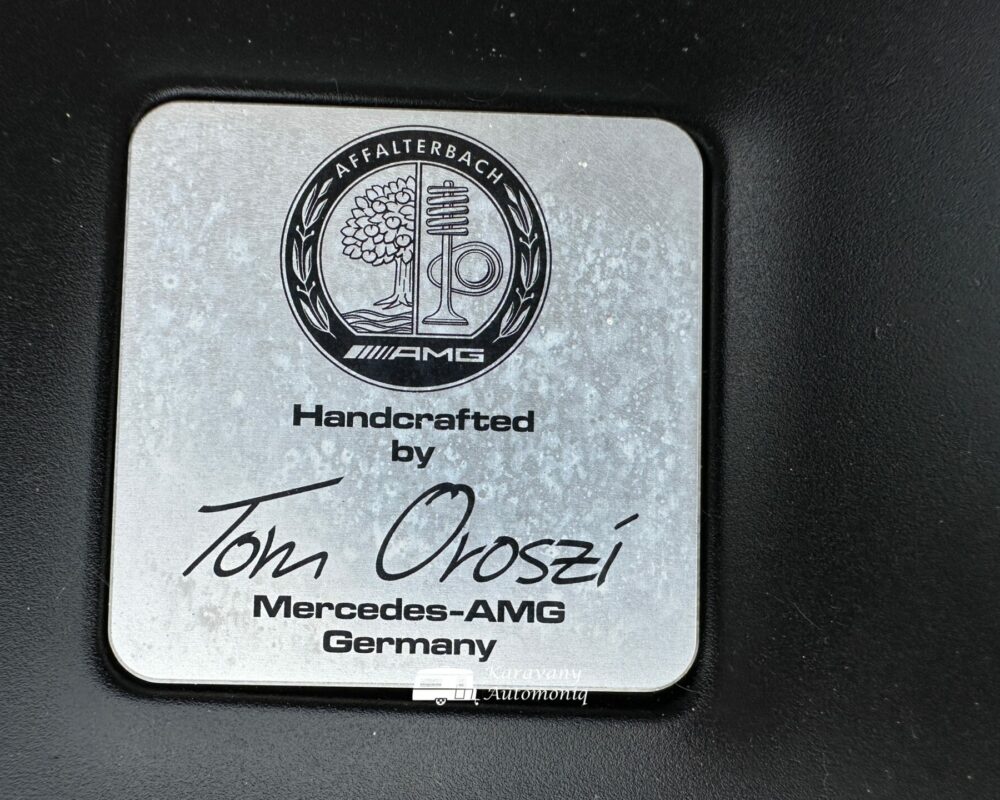 AFFALTERBACH
AMG
Handcrafted
by
Tom Oroszi
Mercedes-AMG
Germany
Karavany
Automoniq